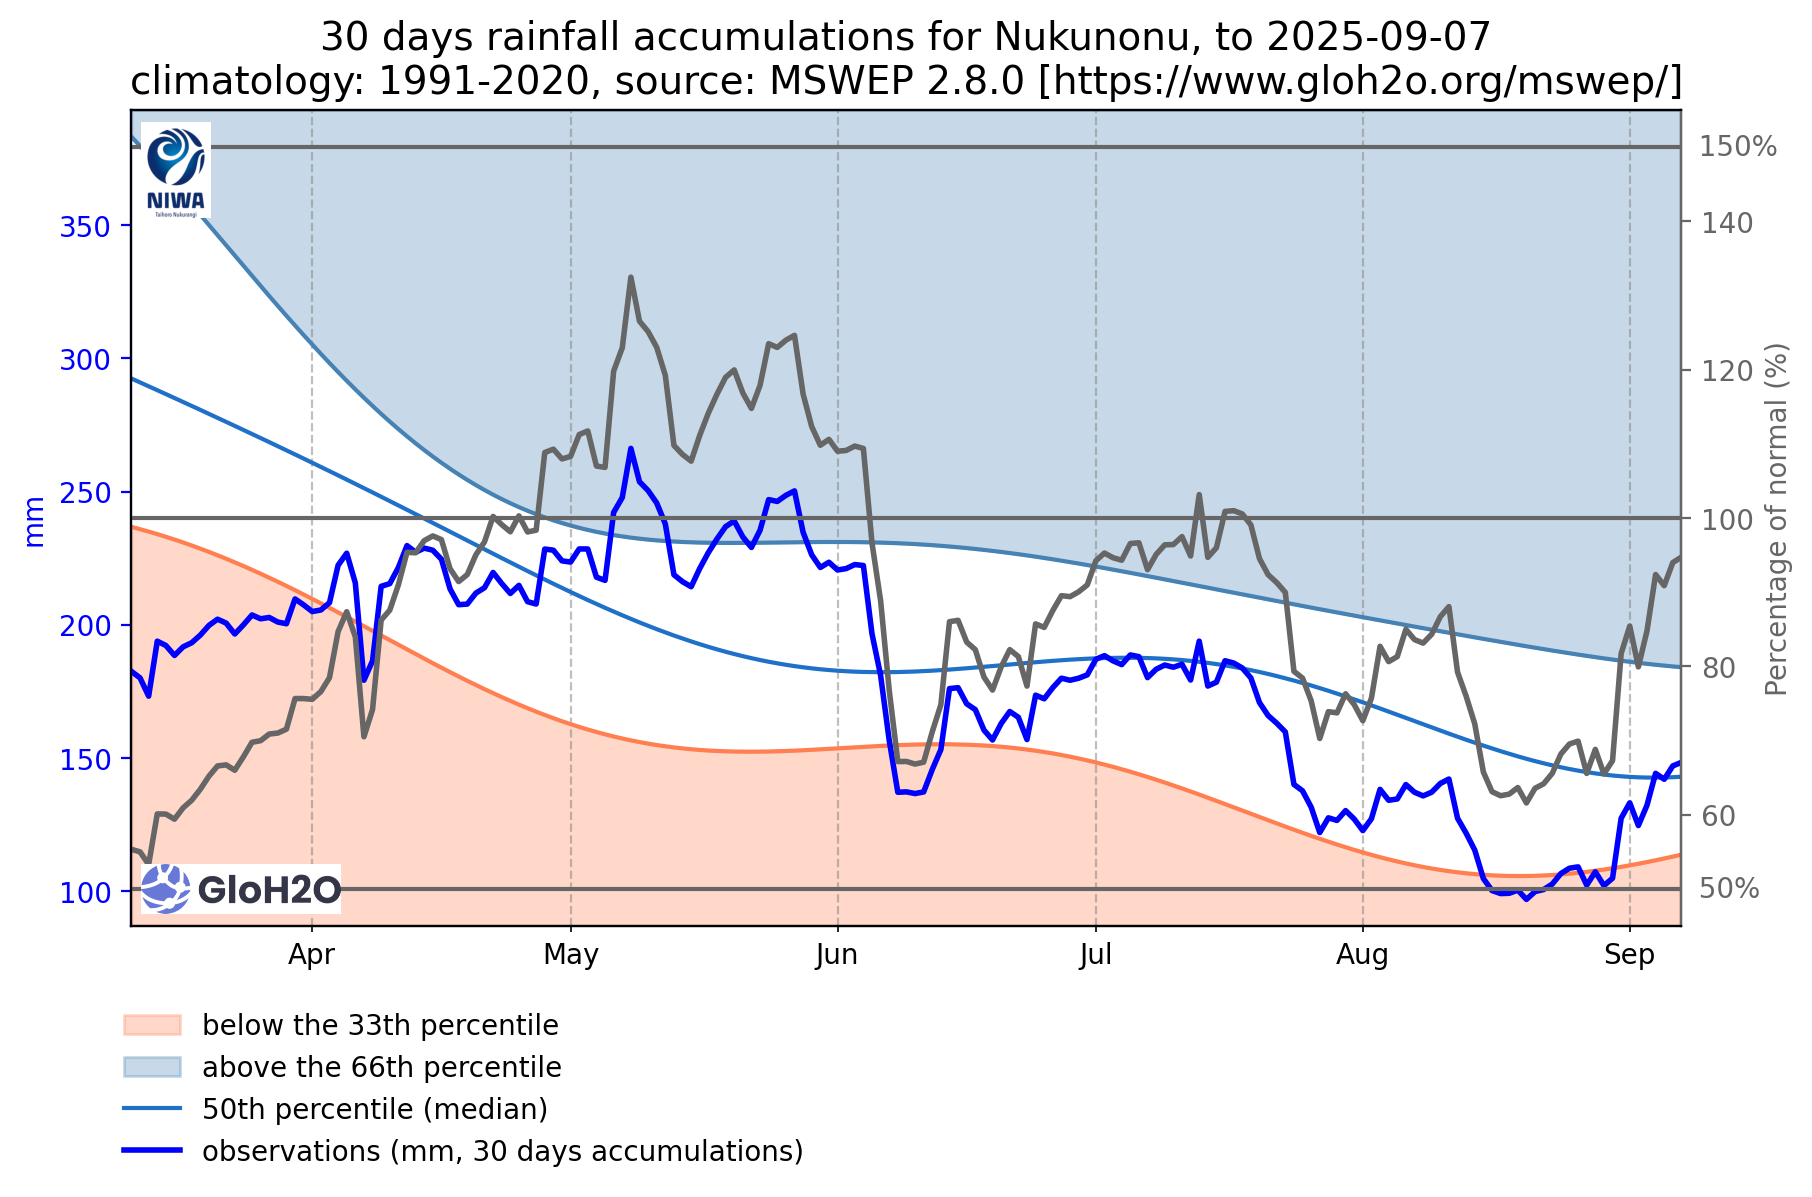 30 days rainfall accumulations for Nukunonu, to 2025-09-07
climatology: 1991-2020, source: MSWEP 2.8.0 [https://www.gloh2o.org/mswep/]
NIWA
Taihoro Nukurangi
350
300
250
200
150
100
mm
150%
140
120
100
80
60
50%
Percentage of normal (%)
GloH2O
Apr
May
Jun
Jul
Aug
Sep
below the 33th percentile
above the 66th percentile
50th percentile (median)
observations (mm, 30 days accumulations)